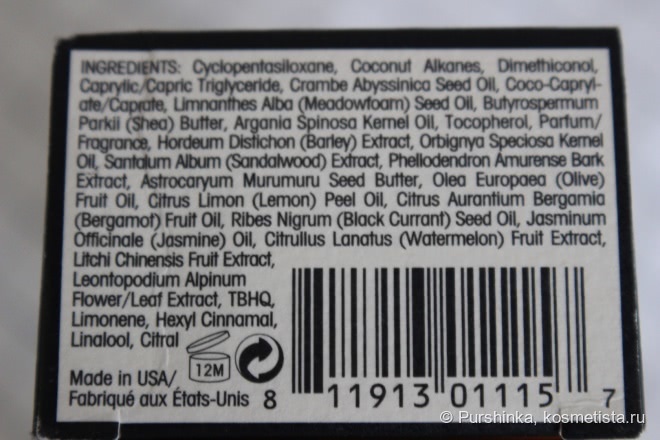 INGREDIENTS: Cyclopentasiloxane, Coconut Alkanes, Dimethiconol,
Caprylic/Capric Triglyceride, Crambe Abyssinica Seed Oil, Coco-Capryl-
ate/Caprate, Limnanthes Alba (Meadowfoam) Seed Oil, Butyrospermum
Parkii (Shea) Butter, Argania Spinosa Kernel Oil, Tocopherol, Parfum/
Fragrance, Hordeum Distichon (Barley) Extract, Orbignya Speciosa Kernel
Oil, Santalum Album (Sandalwood) Extract, Phellodendron Amurense Bark
Extract, Astrocaryum Murumuru Seed Butter, Olea Europaea (Olive)
Fruit Oil, Citrus Limon (Lemon) Peel Oil, Citrus Aurantium Bergamia
(Bergamot) Fruit Oil, Ribes Nigrum (Black Currant) Seed Oil, Jasminum
Officinale (Jasmine) Oil, Citrullus Lanatus (Watermelon) Fruit Extract,
Litchi Chinensis Fruit Extract,
Leontopodium Alpinum
Flower/Leaf Extract, TBHQ,
Limonene, Hexyl Cinnamal,
Linalool, Citral
12M
Made in USA/
Fabriqué aux États-Unis
8 11913 01115 7
© Purshinka, kosmetista.ru